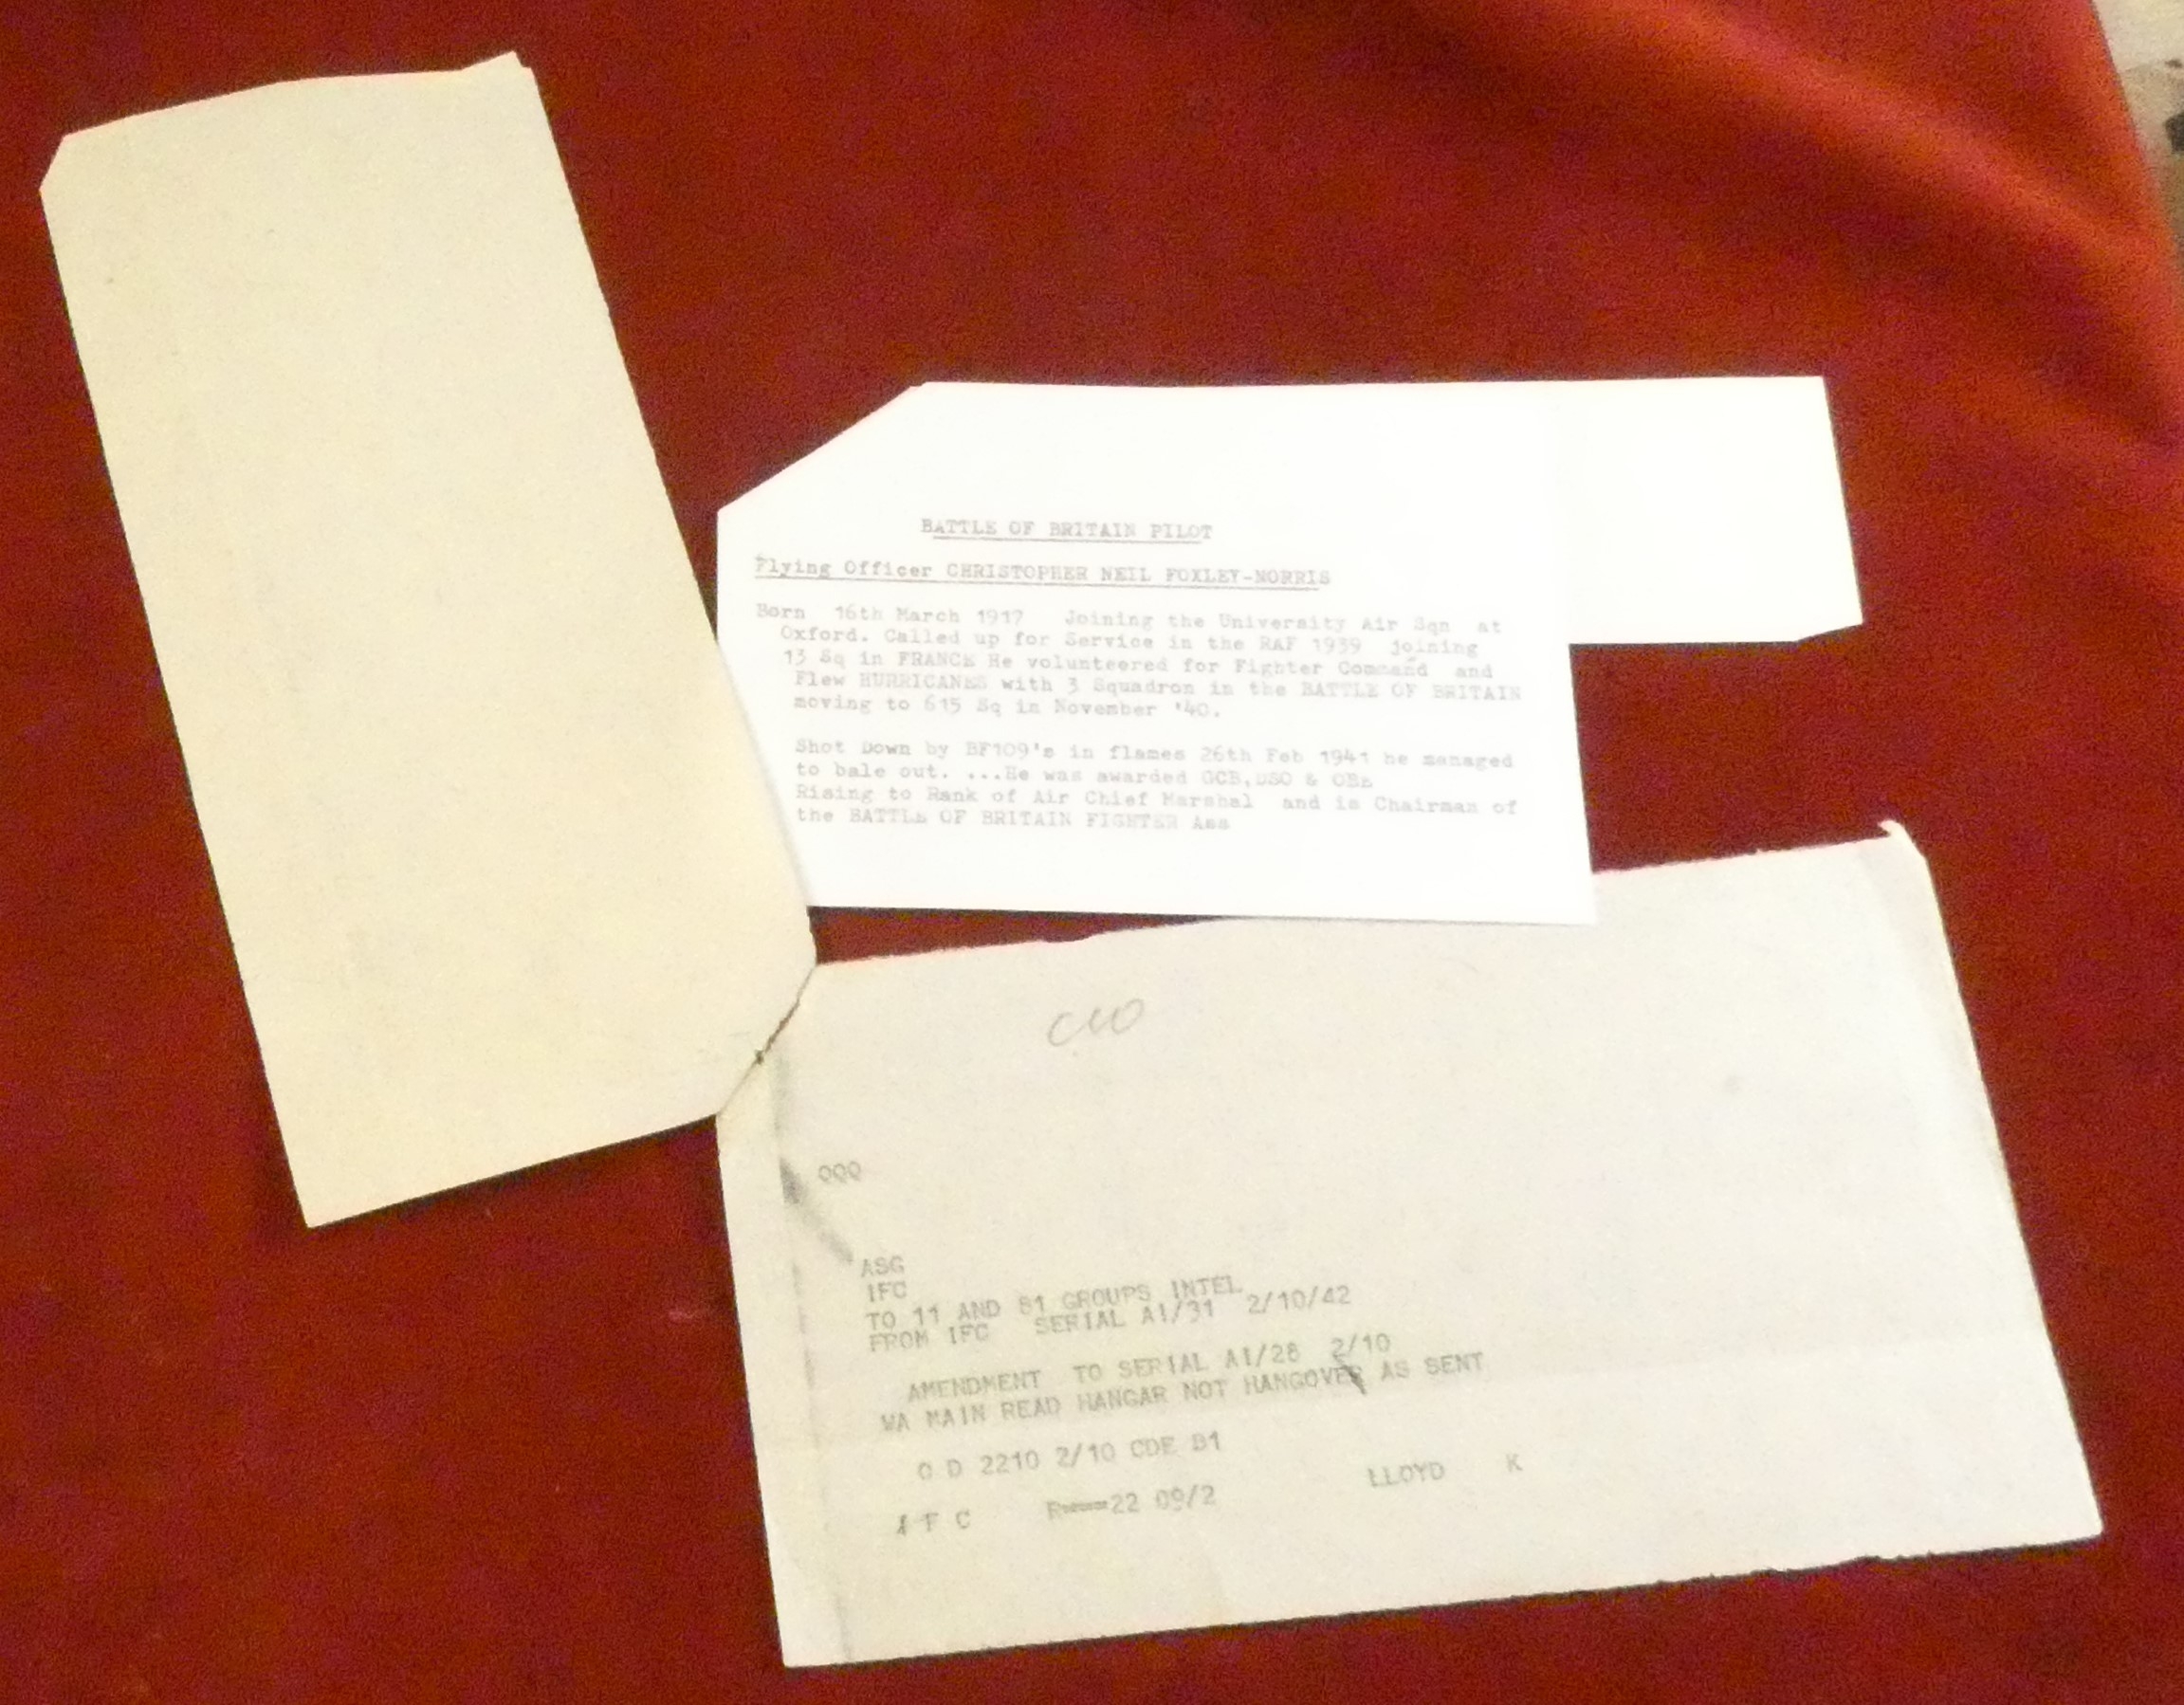 BATTLE OF BRITAIN PILOT
Flying Officer CHRISTOPHER NEIL FOXLEY-NORRIS
Born 16th March 1917 Joining the University Air Sqn at
Oxford. Called up for Service in the RAF 1939 joining
13 Sq in FRANCE He volunteered for Fighter Command and
Flew HURRICANES with 3 Squadron in the BATTLE OF BRITAIN
moving to 615 Sq in November '40.
Shot Down by BF109's in flames 26th Feb 1941 he managed
to bale out. ...He was awarded GCB,DSO & OBE
Rising to Rank of Air Chief Marshal and is Chairman of
the BATTLE OF BRITAIN FIGHTER Ass
QQQ
ASG
IFC
TO 11 AND 81 GROUPS INTEL
FROM IFC SERIAL A1/31 2/10/42
AMENDMENT TO SERIAL A1/28 2/10
WA MAIN READ HANGAR NOT HANGOVER AS SENT
O D 2210 2/10 CDE B1
LLOYD K
I F C 22 09/2